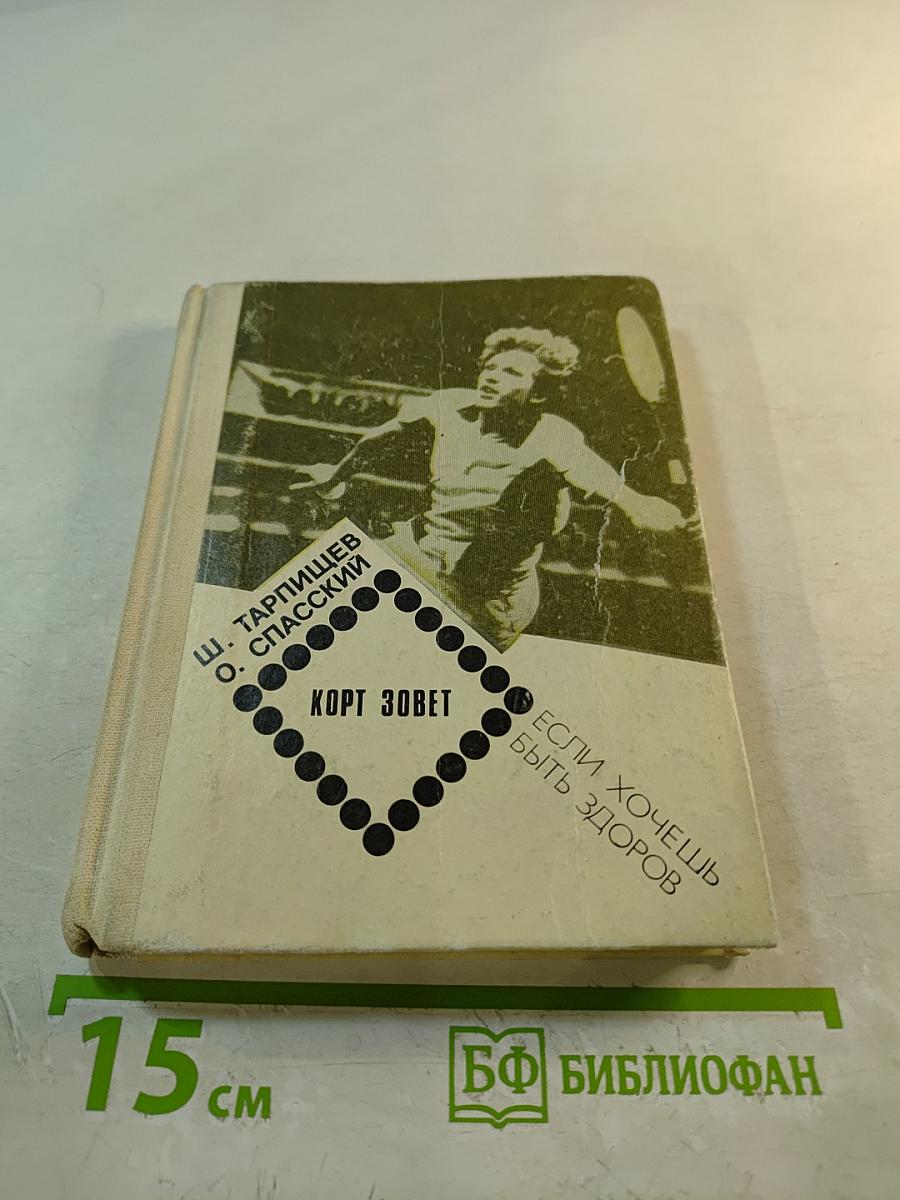 Ш. ТАРПИЩЕВ
О. СПАССКИЙ
КОРТ ЗОВЕТ
ЕСЛИ ХОЧЕШЬ
БЫТЬ ЗДОРОВ
15 см
БФ БИБЛИОФАН